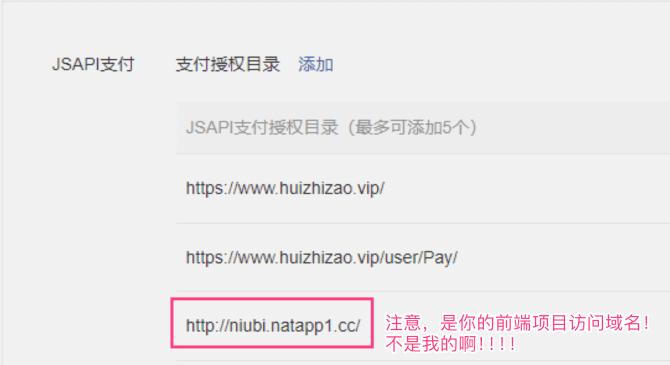 JSAPI支付 支付授权目录 添加
JSAPI支付授权目录（最多可添加5个）
https://www.huizhizao.vip/
https://www.huizhizao.vip/user/Pay/
http://niubi.natapp1.cc/ 注意，是你的前端项目访问域名！
不是我的啊！！！！